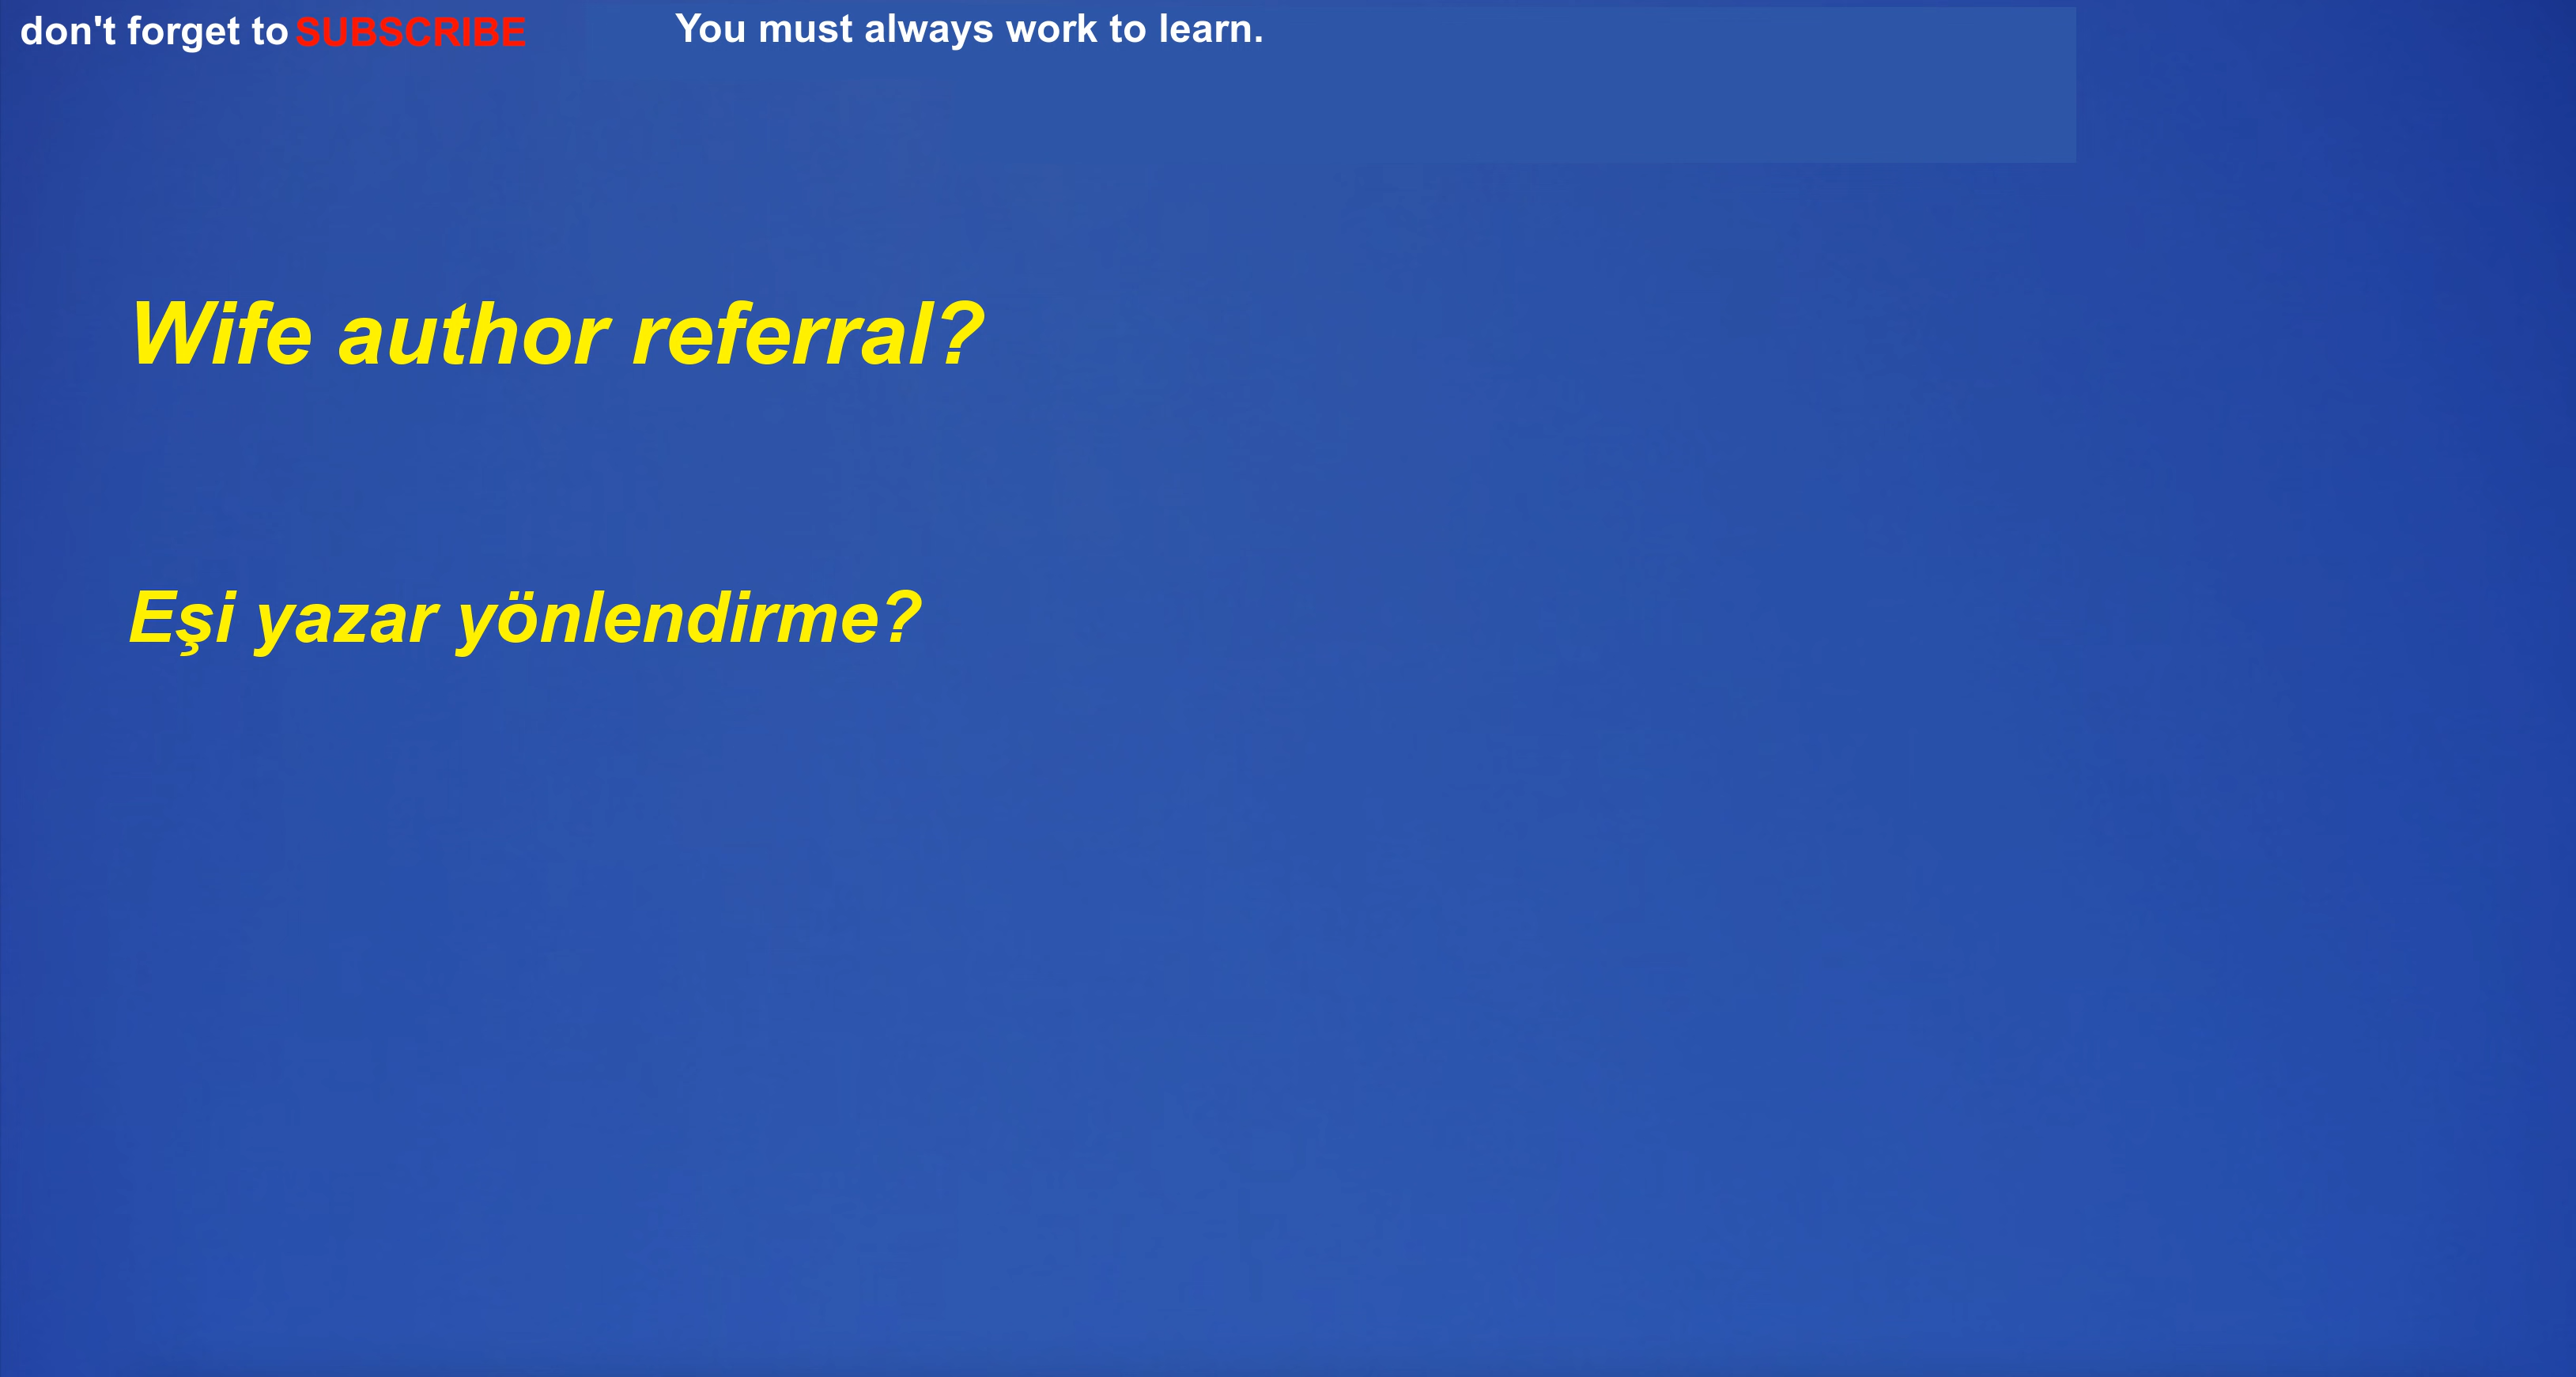 don't forget to SUBSCRIBE
You must always work to learn.
Wife author referral?
Eşi yazar yönlendirme?